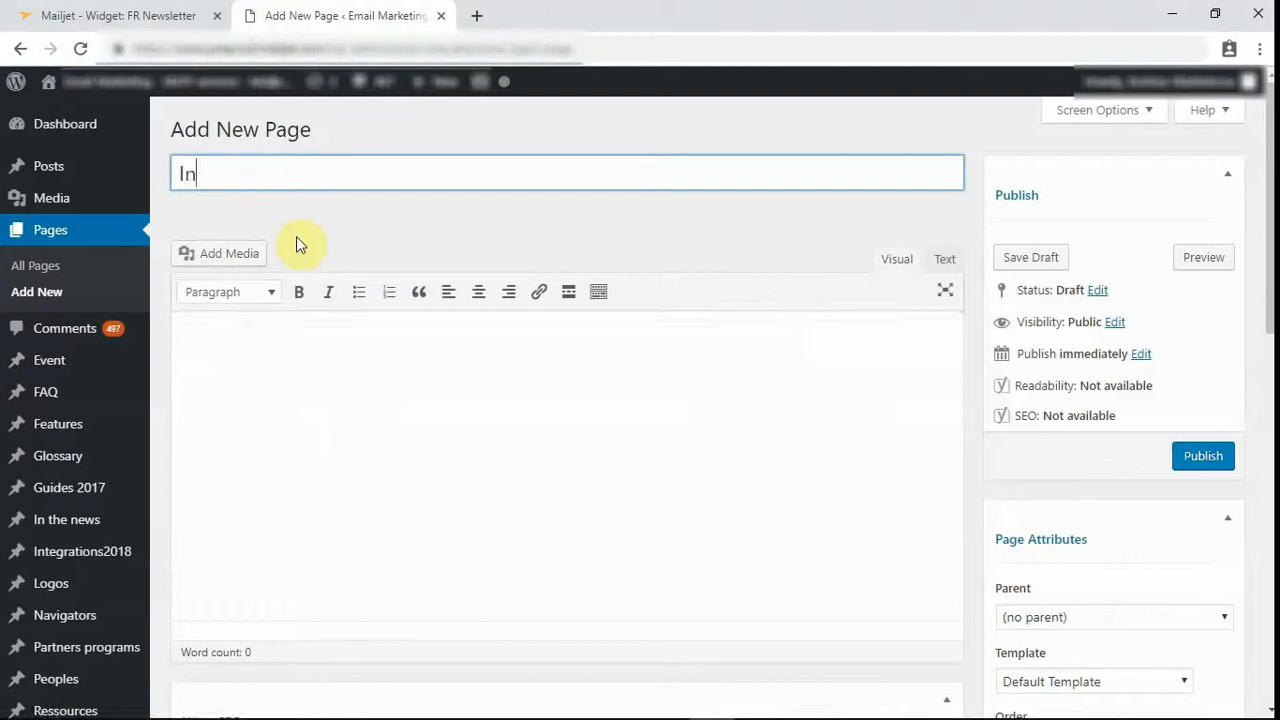 Mailjet - Widget: FR Newsletter
Add New Page ‹ Email Marketing
Screen Options
Help
Add New Page
In
Add Media
Visual
Text
Paragraph
Word count: 0
Dashboard
Posts
Media
Pages
All Pages
Add New
Comments 497
Event
FAQ
Features
Glossary
Guides 2017
In the news
Integrations2018
Logos
Navigators
Partners programs
Peoples
Resources
Publish
Save Draft
Preview
Status: Draft Edit
Visibility: Public Edit
Publish immediately Edit
Readability: Not available
SEO: Not available
Publish
Page Attributes
Parent
(no parent)
Template
Default Template
Order